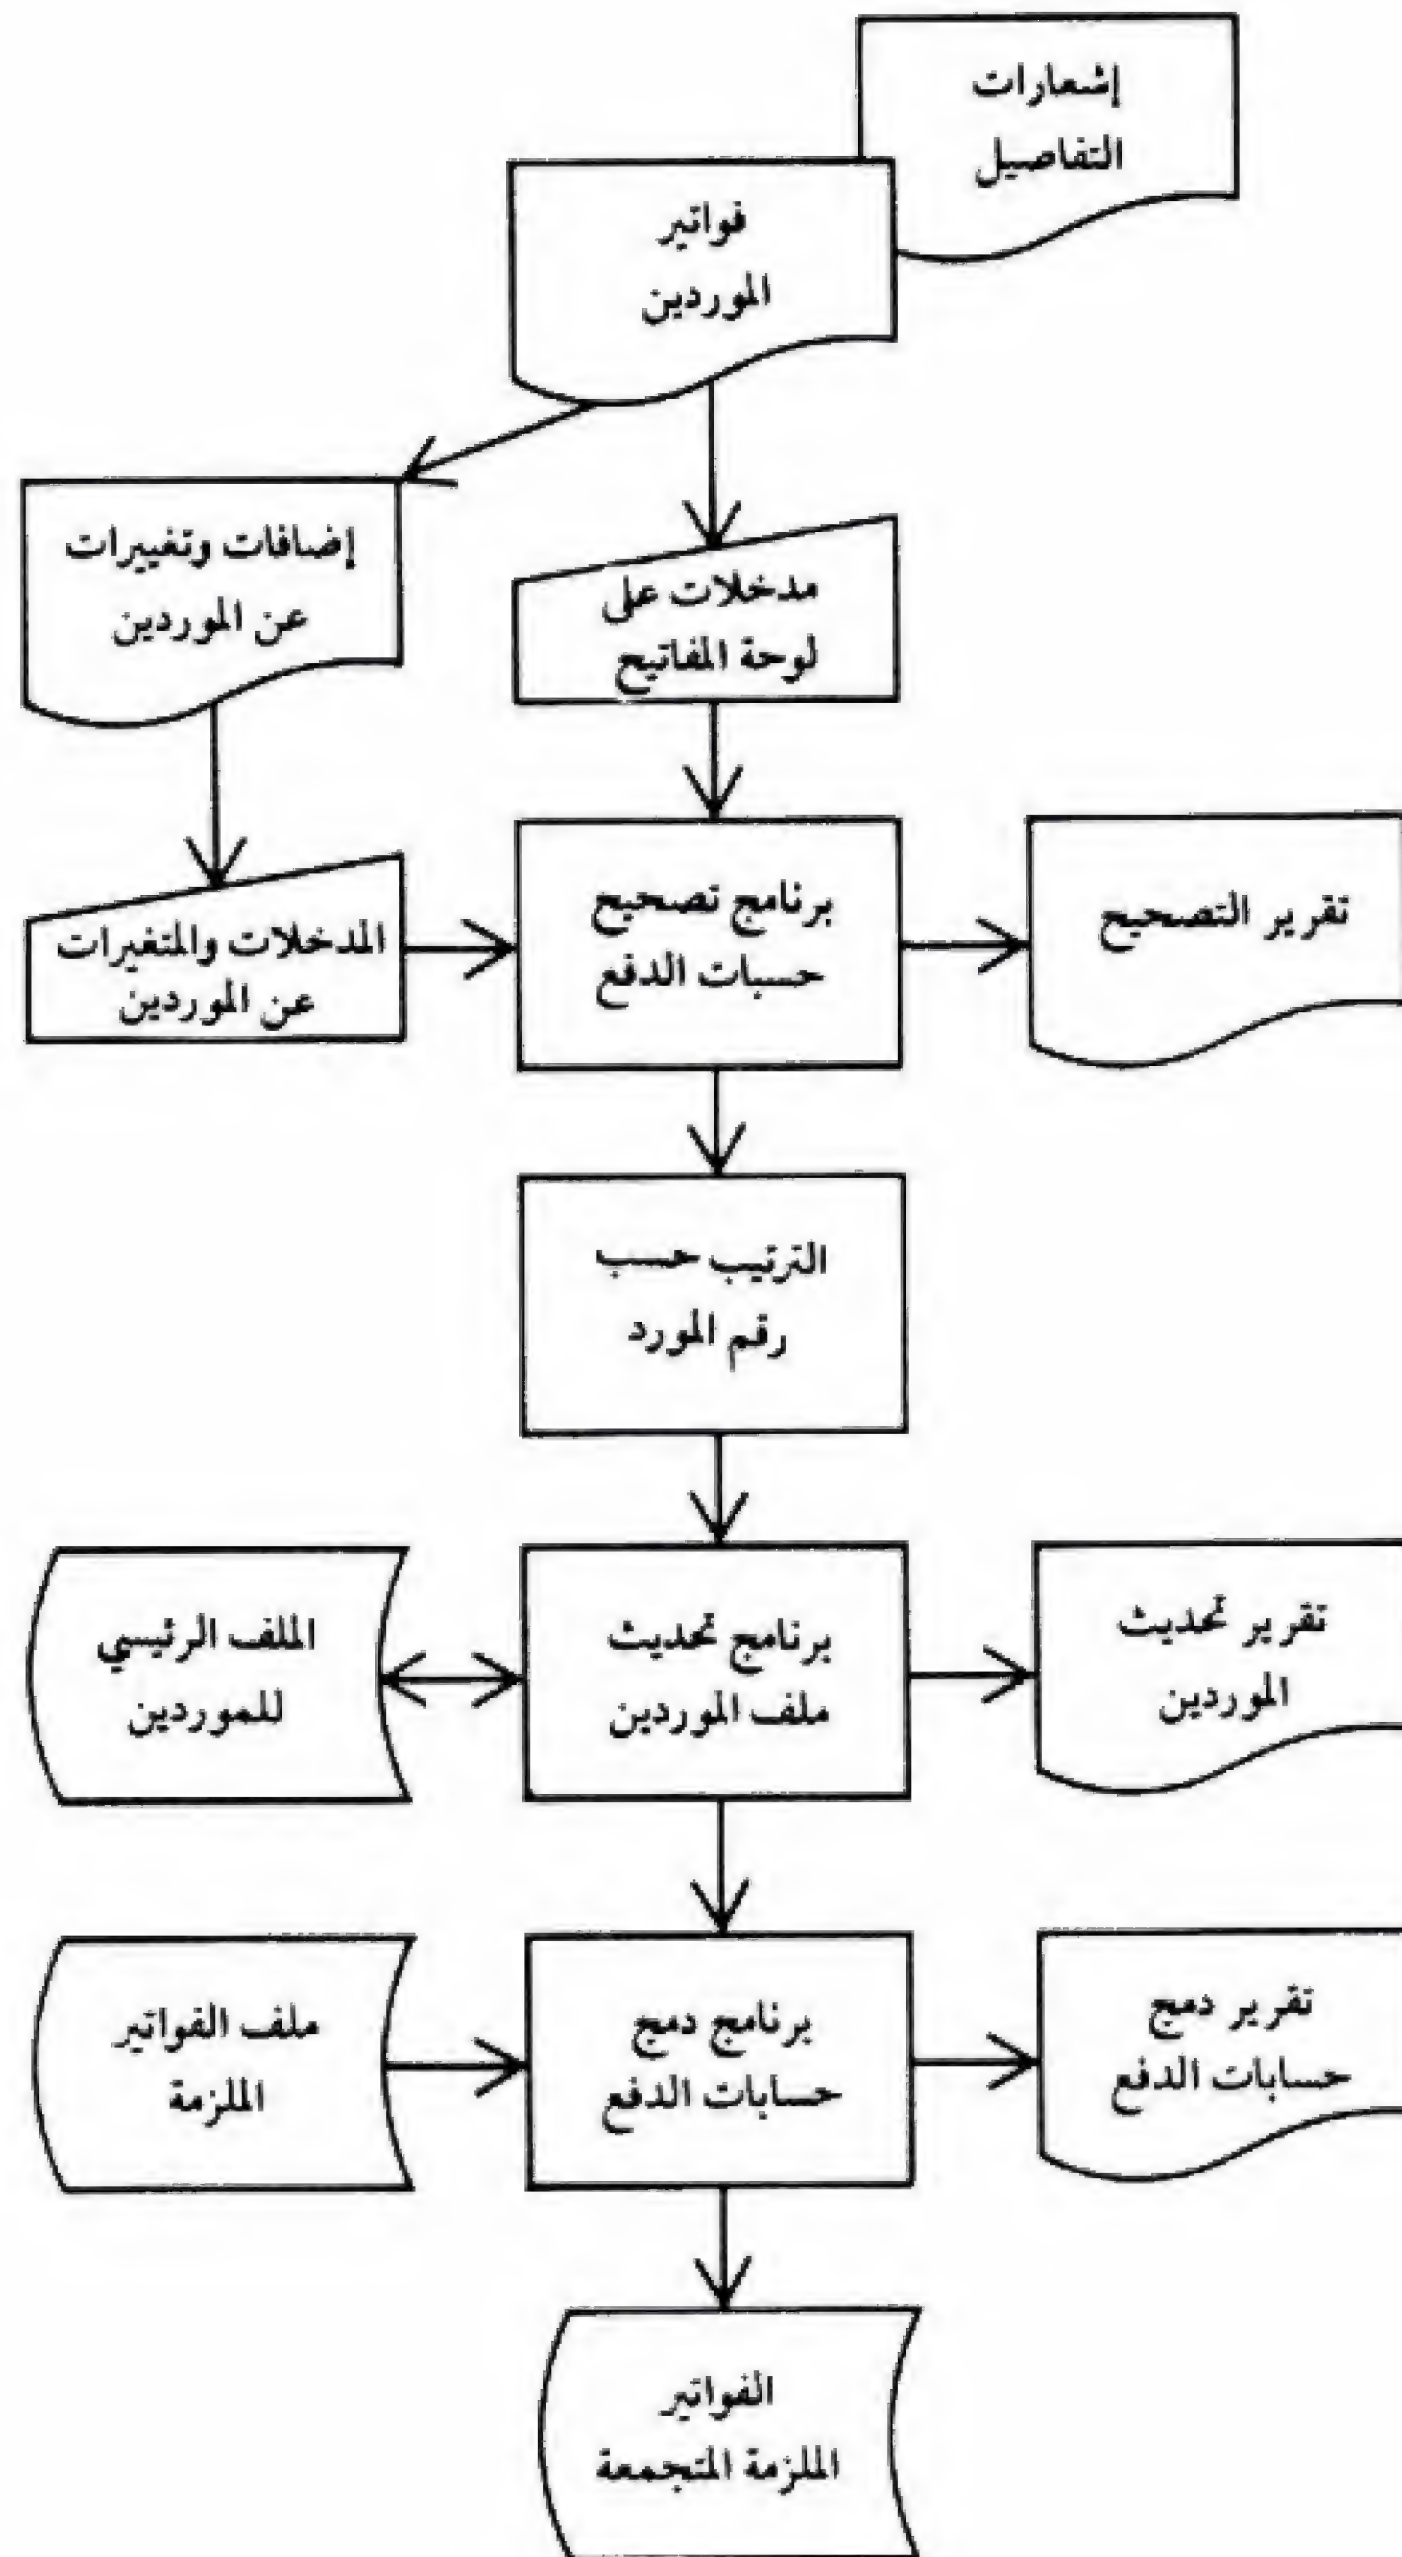 إشعارات
التفاصيل
فواتير
الموردين
إضافات وتغييرات
عن الموردين
مدخلات على
لوحة المفاتيح
المدخلات والمتغيرات
عن الموردين
برنامج تصحيح
حسبات الدفع
تقرير التصحيح
الترتيب حسب
رقم المورد
الملف الرئيسي
للموردين
برنامج تحديث
ملف الموردين
تقرير تحديث
الموردين
ملف الفواتير
الملزمة
برنامج دمج
حسابات الدفع
تقرير دمج
حسابات الدفع
الفواتير
الملزمة المتجمعة